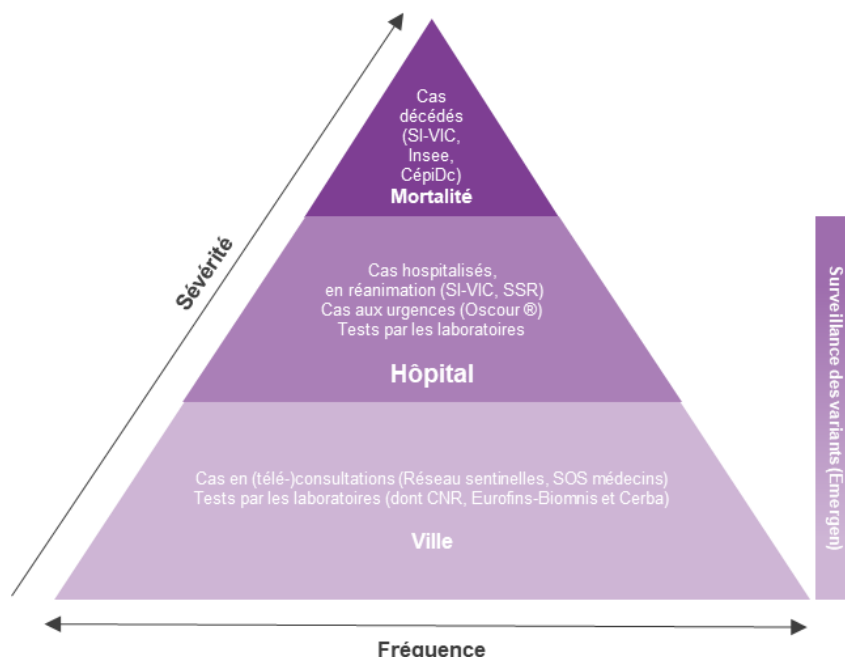 Cas
décédés
(SI-VIC,
Insee,
CépiDc)
Mortalité
Sévérité
Cas hospitalisés,
en réanimation (SI-VIC, SSR)
Cas aux urgences (Oscour ®)
Tests par les laboratoires
Hôpital
Surveillance des variants (Emergen)
Cas en (télé-)consultations (Réseau sentinelles, SOS médecins)
Tests par les laboratoires (dont CNR, Eurofins-Biomnis et Cerba)
Ville
Fréquence